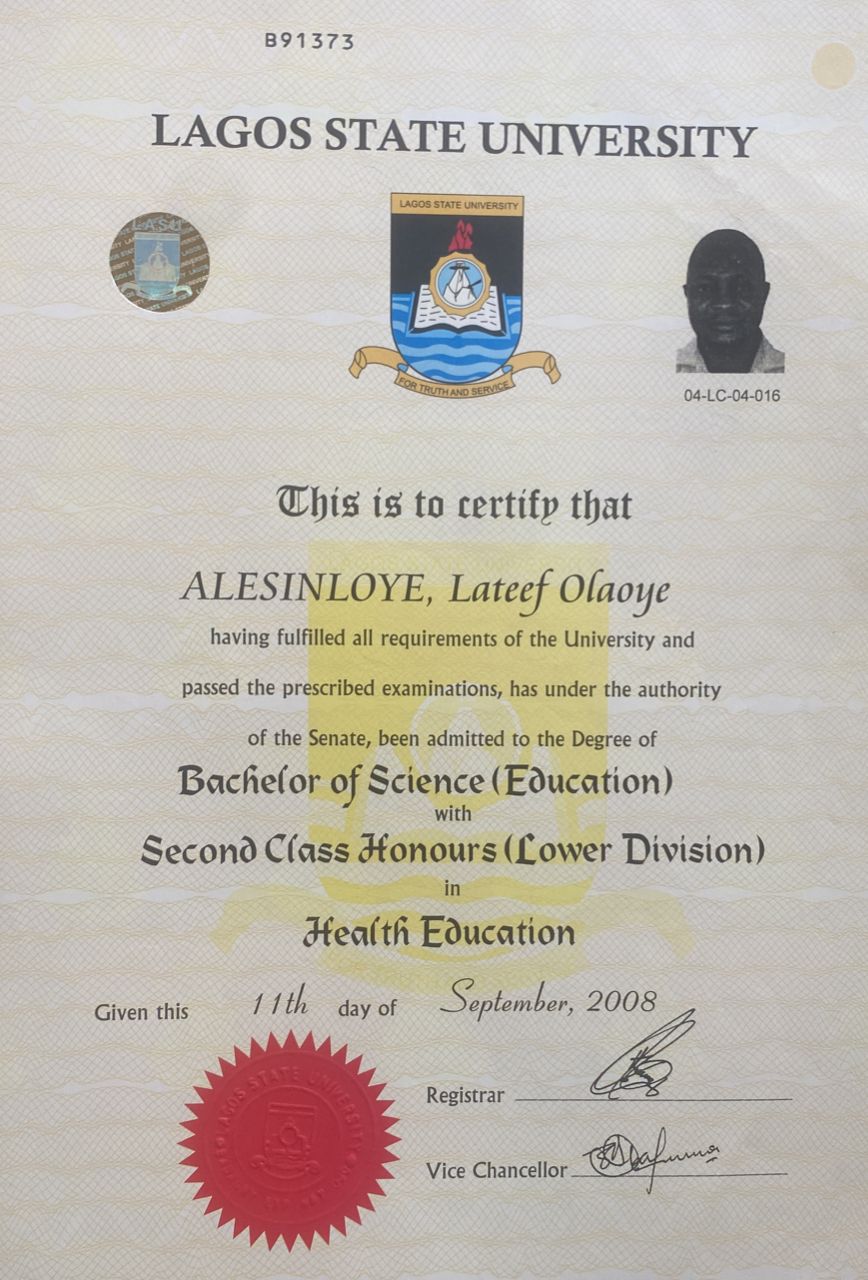 B91373
LAGOS STATE UNIVERSITY
LASU
LAGOS STATE UNIVERSITY
FOR TRUTH AND SERVICE
04-LC-04-016
This is to certify that
ALESINLOYE, Lateef Olaoye
having fulfilled all requirements of the University and
passed the prescribed examinations, has under the authority
of the Senate, been admitted to the Degree of
Bachelor of Science (Education)
with
Second Class Honours (Lower Division)
in
Health Education
Given this 11th day of September, 2008
Registrar
Vice Chancellor
LAGOS STATE UNIVERSITY